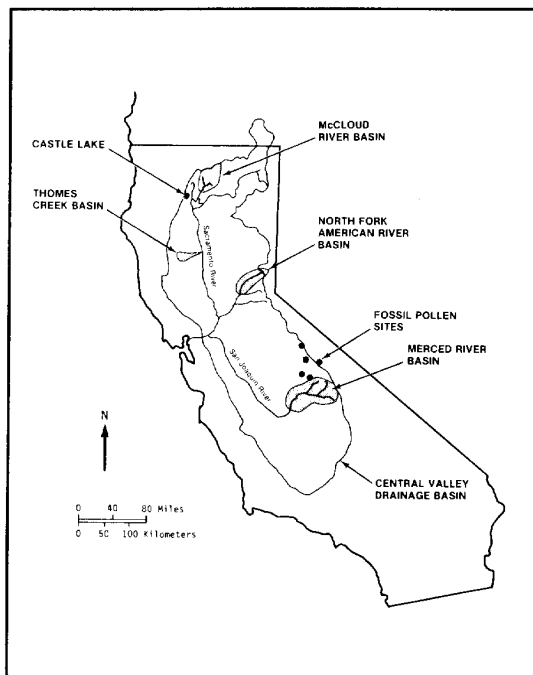 McCLOUD
RIVER BASIN
CASTLE LAKE
THOMES
CREEK BASIN
NORTH FORK
AMERICAN RIVER
BASIN
Sacramento River
FOSSIL POLLEN
SITES
MERCED RIVER
BASIN
San Joaquin River
N
CENTRAL VALLEY
DRAINAGE BASIN
0 40 80 Miles
0 50 100 Kilometers